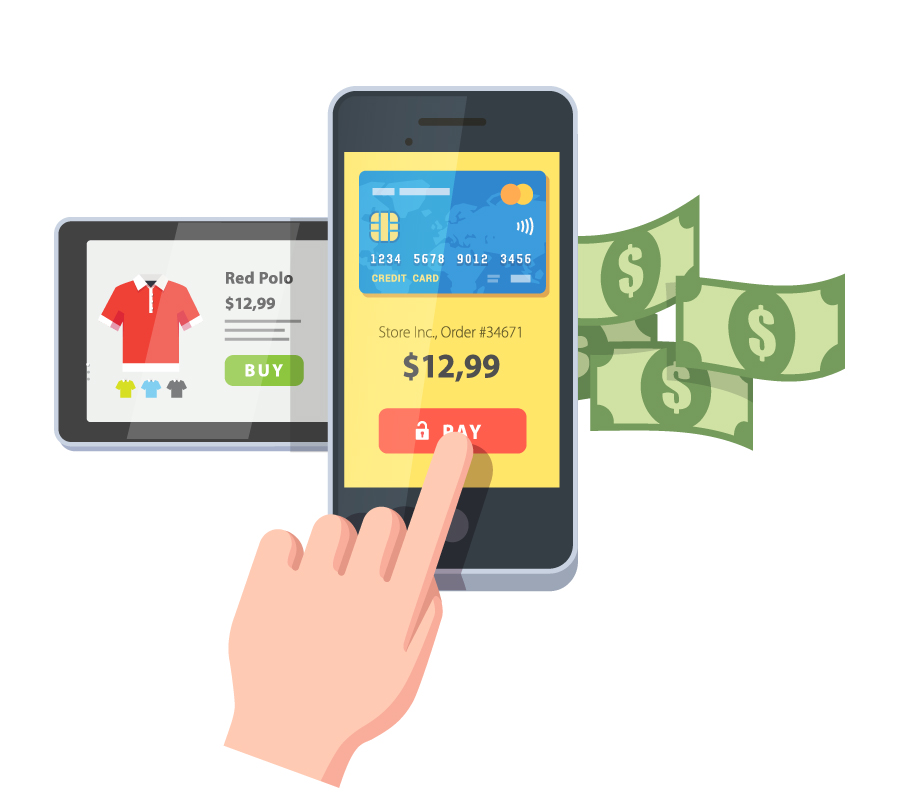 Red Polo
$12,99
BUY
1234 5678 9012 3456
CREDIT CARD
Store Inc., Order #34671
$12,99
PAY
$
$
$